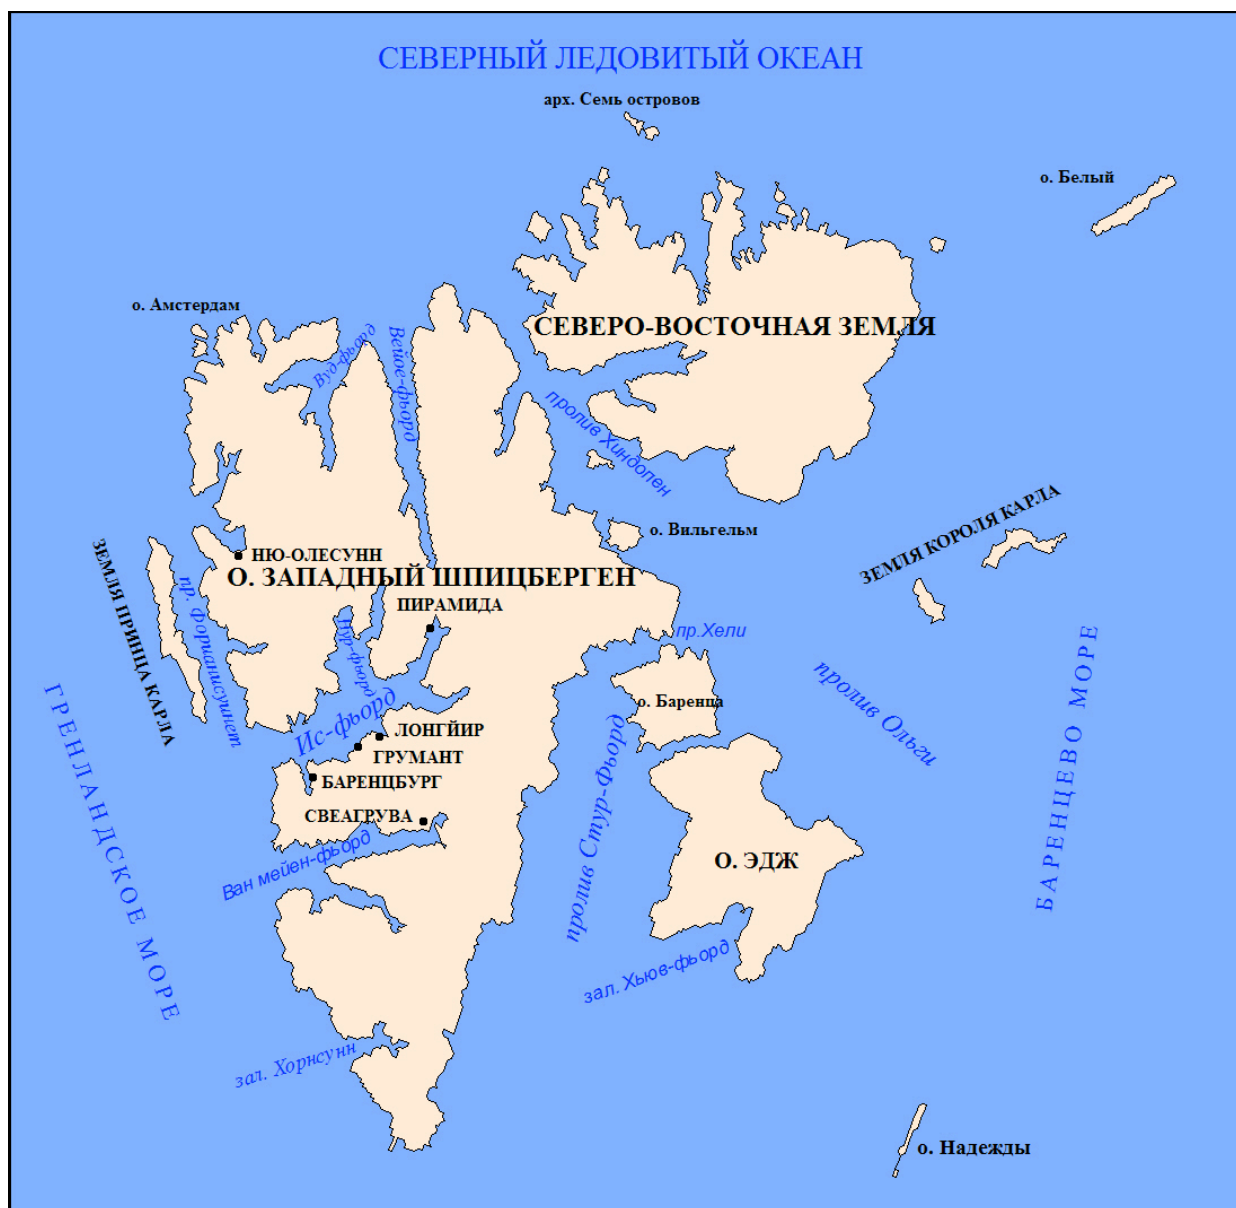 СЕВЕРНЫЙ ЛЕДОВИТЫЙ ОКЕАН
арх. Семь островов
о. Белый
о. Амстердам
СЕВЕРО-ВОСТОЧНАЯ ЗЕМЛЯ
Вуд-фьорд
Вейое-фьорд
пролив Хиндопен
о. Вильгельм
ЗЕМЛЯ КОРОЛЯ КАРЛА
НЮ-ОЛЕСУНН
О. ЗАПАДНЫЙ ШПИЦБЕРГЕН
ПИРАМИДА
ЗЕМЛЯ ПРИНЦА КАРЛА
пр. Форианисуинет
Нур-фьорд
пр.Хели
о. Баренца
пролив Ольги
Ис-фьорд
ЛОНГЙИР
ГРУМАНТ
БАРЕНЦБУРГ
СВЕАГРУВА
ГРЕНЛАНДСКОЕ МОРЕ
БАРЕНЦЕВО МОРЕ
пролив Стур-Фьорд
О. ЭДЖ
Ван мейен-фьорд
зал. Хьюв-фьорд
зал. Хорнсунн
о. Надежды